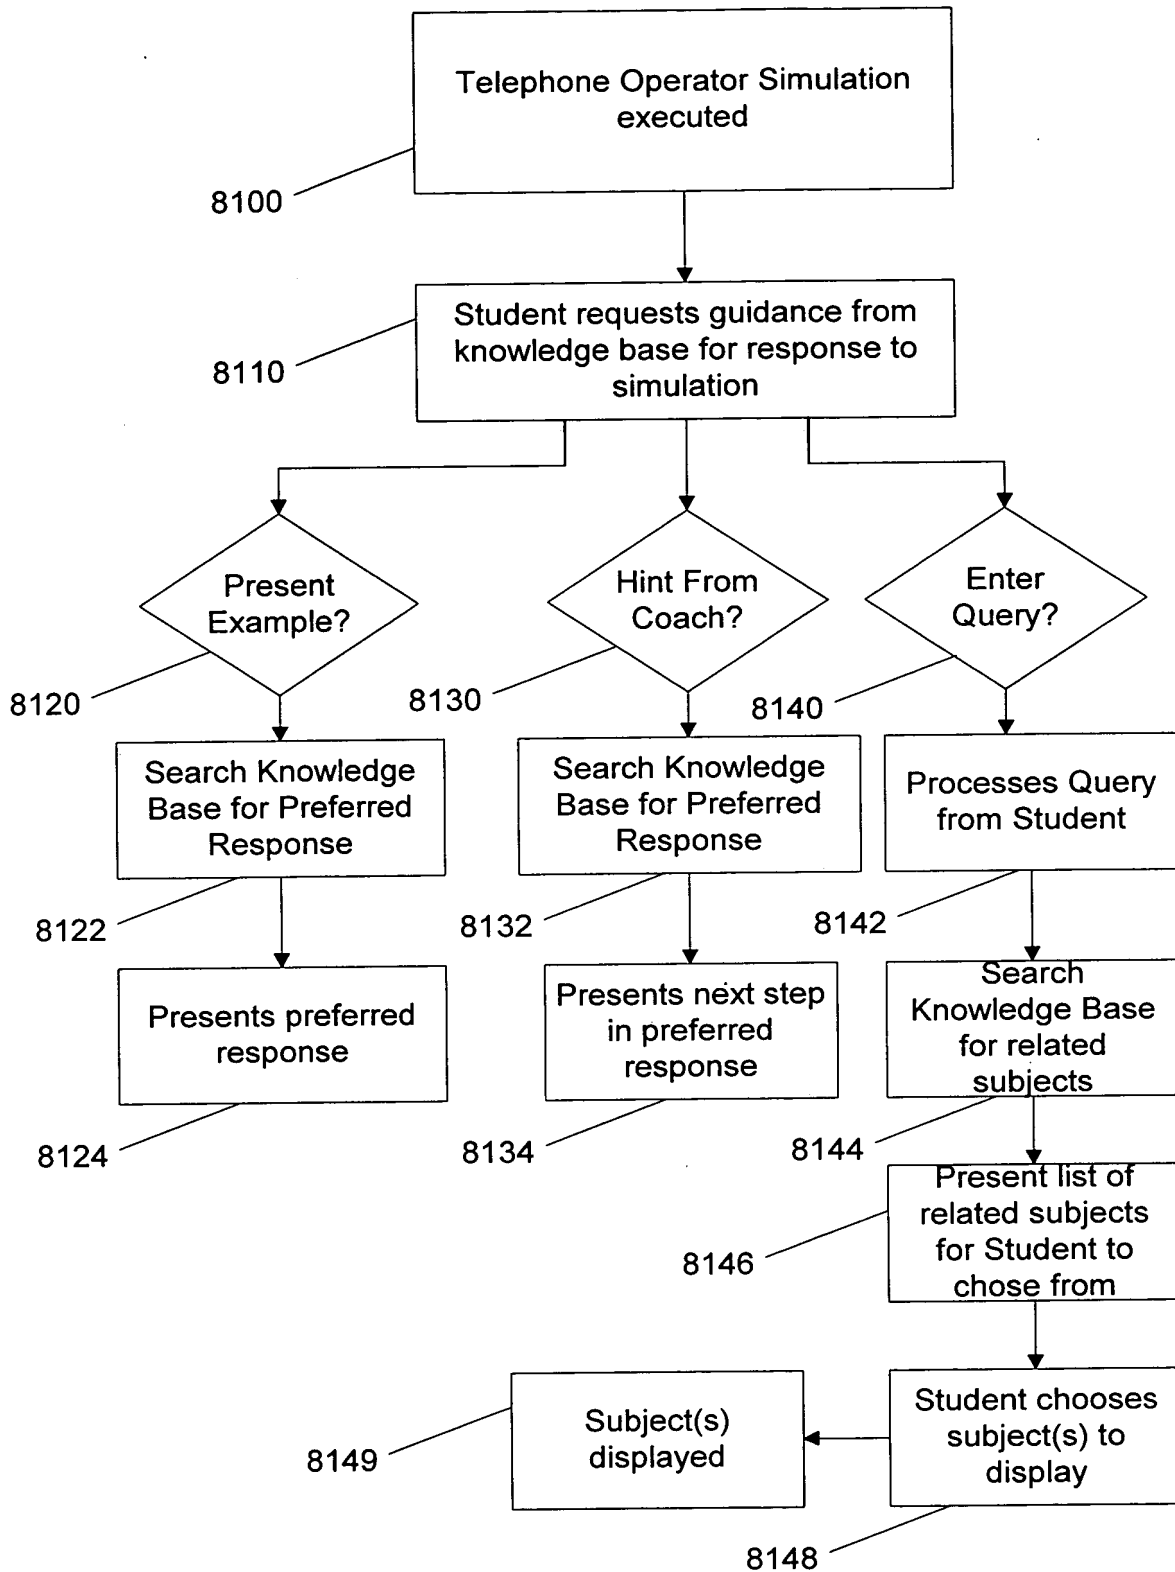 Telephone Operator Simulation
executed
8100
Student requests guidance from
knowledge base for response to
simulation
8110
Present
Example?
8120
Hint From
Coach?
8130
Enter
Query?
8140
Search Knowledge
Base for Preferred
Response
8122
Search Knowledge
Base for Preferred
Response
8132
Processes Query
from Student
8142
Presents preferred
response
8124
Presents next step
in preferred
response
8134
Search
Knowledge Base
for related
subjects
8144
Present list of
related subjects
for Student to
chose from
8146
Subject(s)
displayed
8149
Student chooses
subject(s) to
display
8148